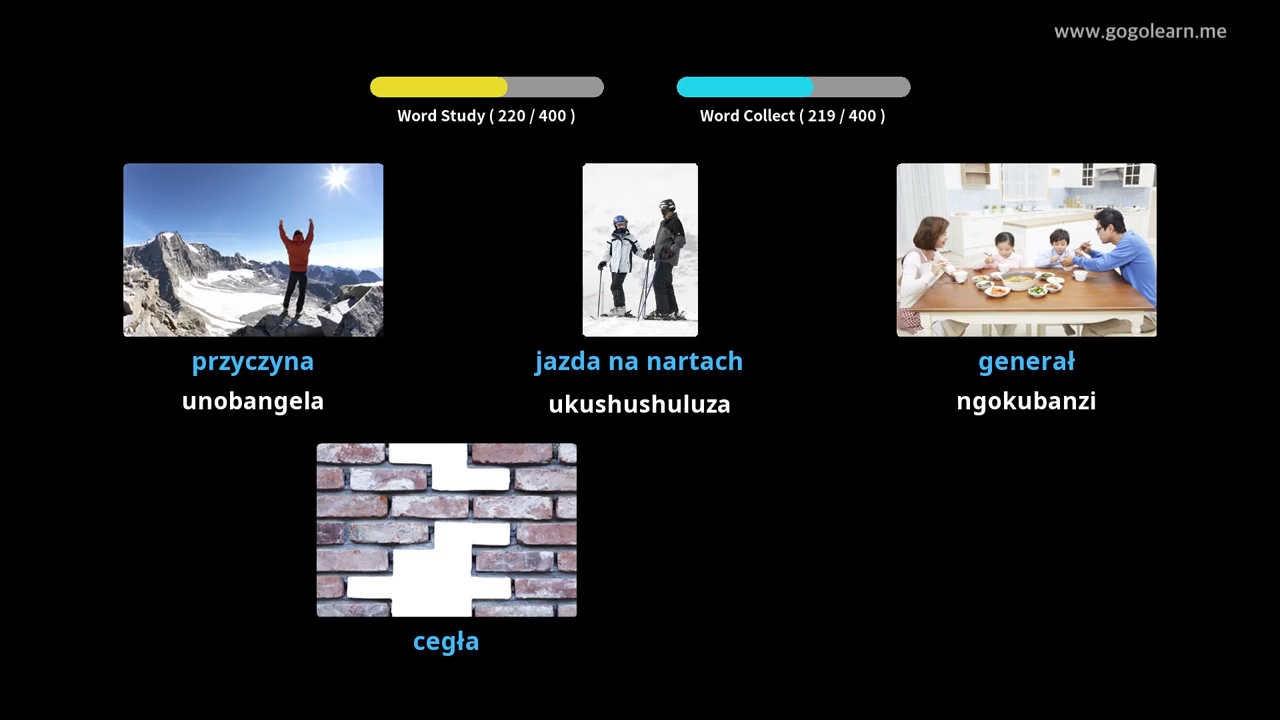 www.gogolearn.me
Word Study ( 220 / 400 )
Word Collect ( 219 / 400 )
przyczyna
jazda na nartach
generał
unobangela
ukushushuluza
ngokubanzi
cegła